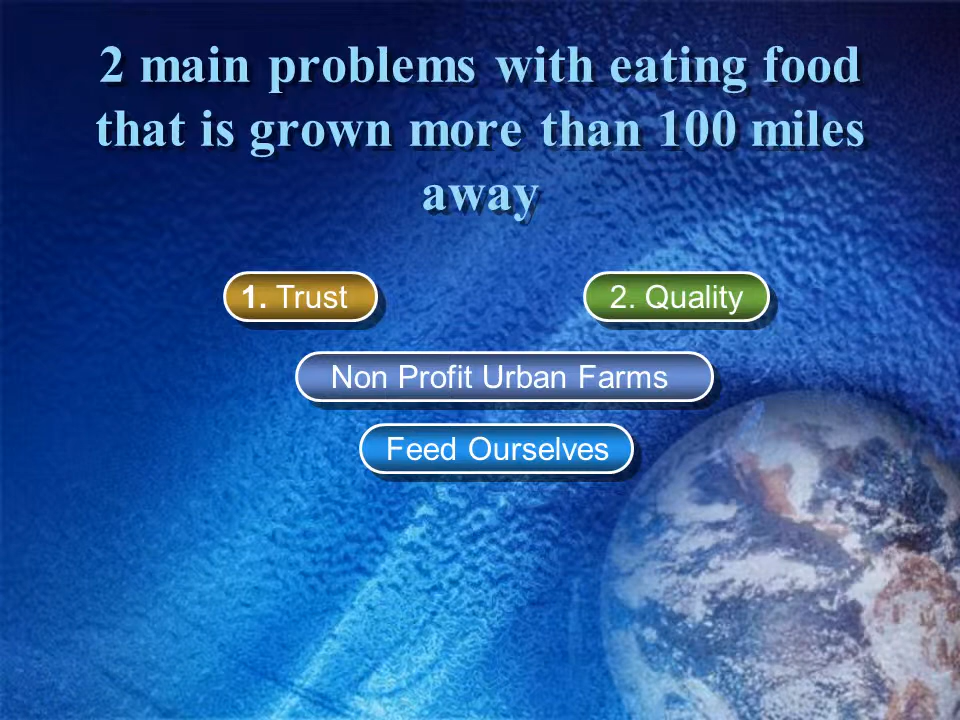 2 main problems with eating food
that is grown more than 100 miles
away
1. Trust
2. Quality
Non Profit Urban Farms
Feed Ourselves